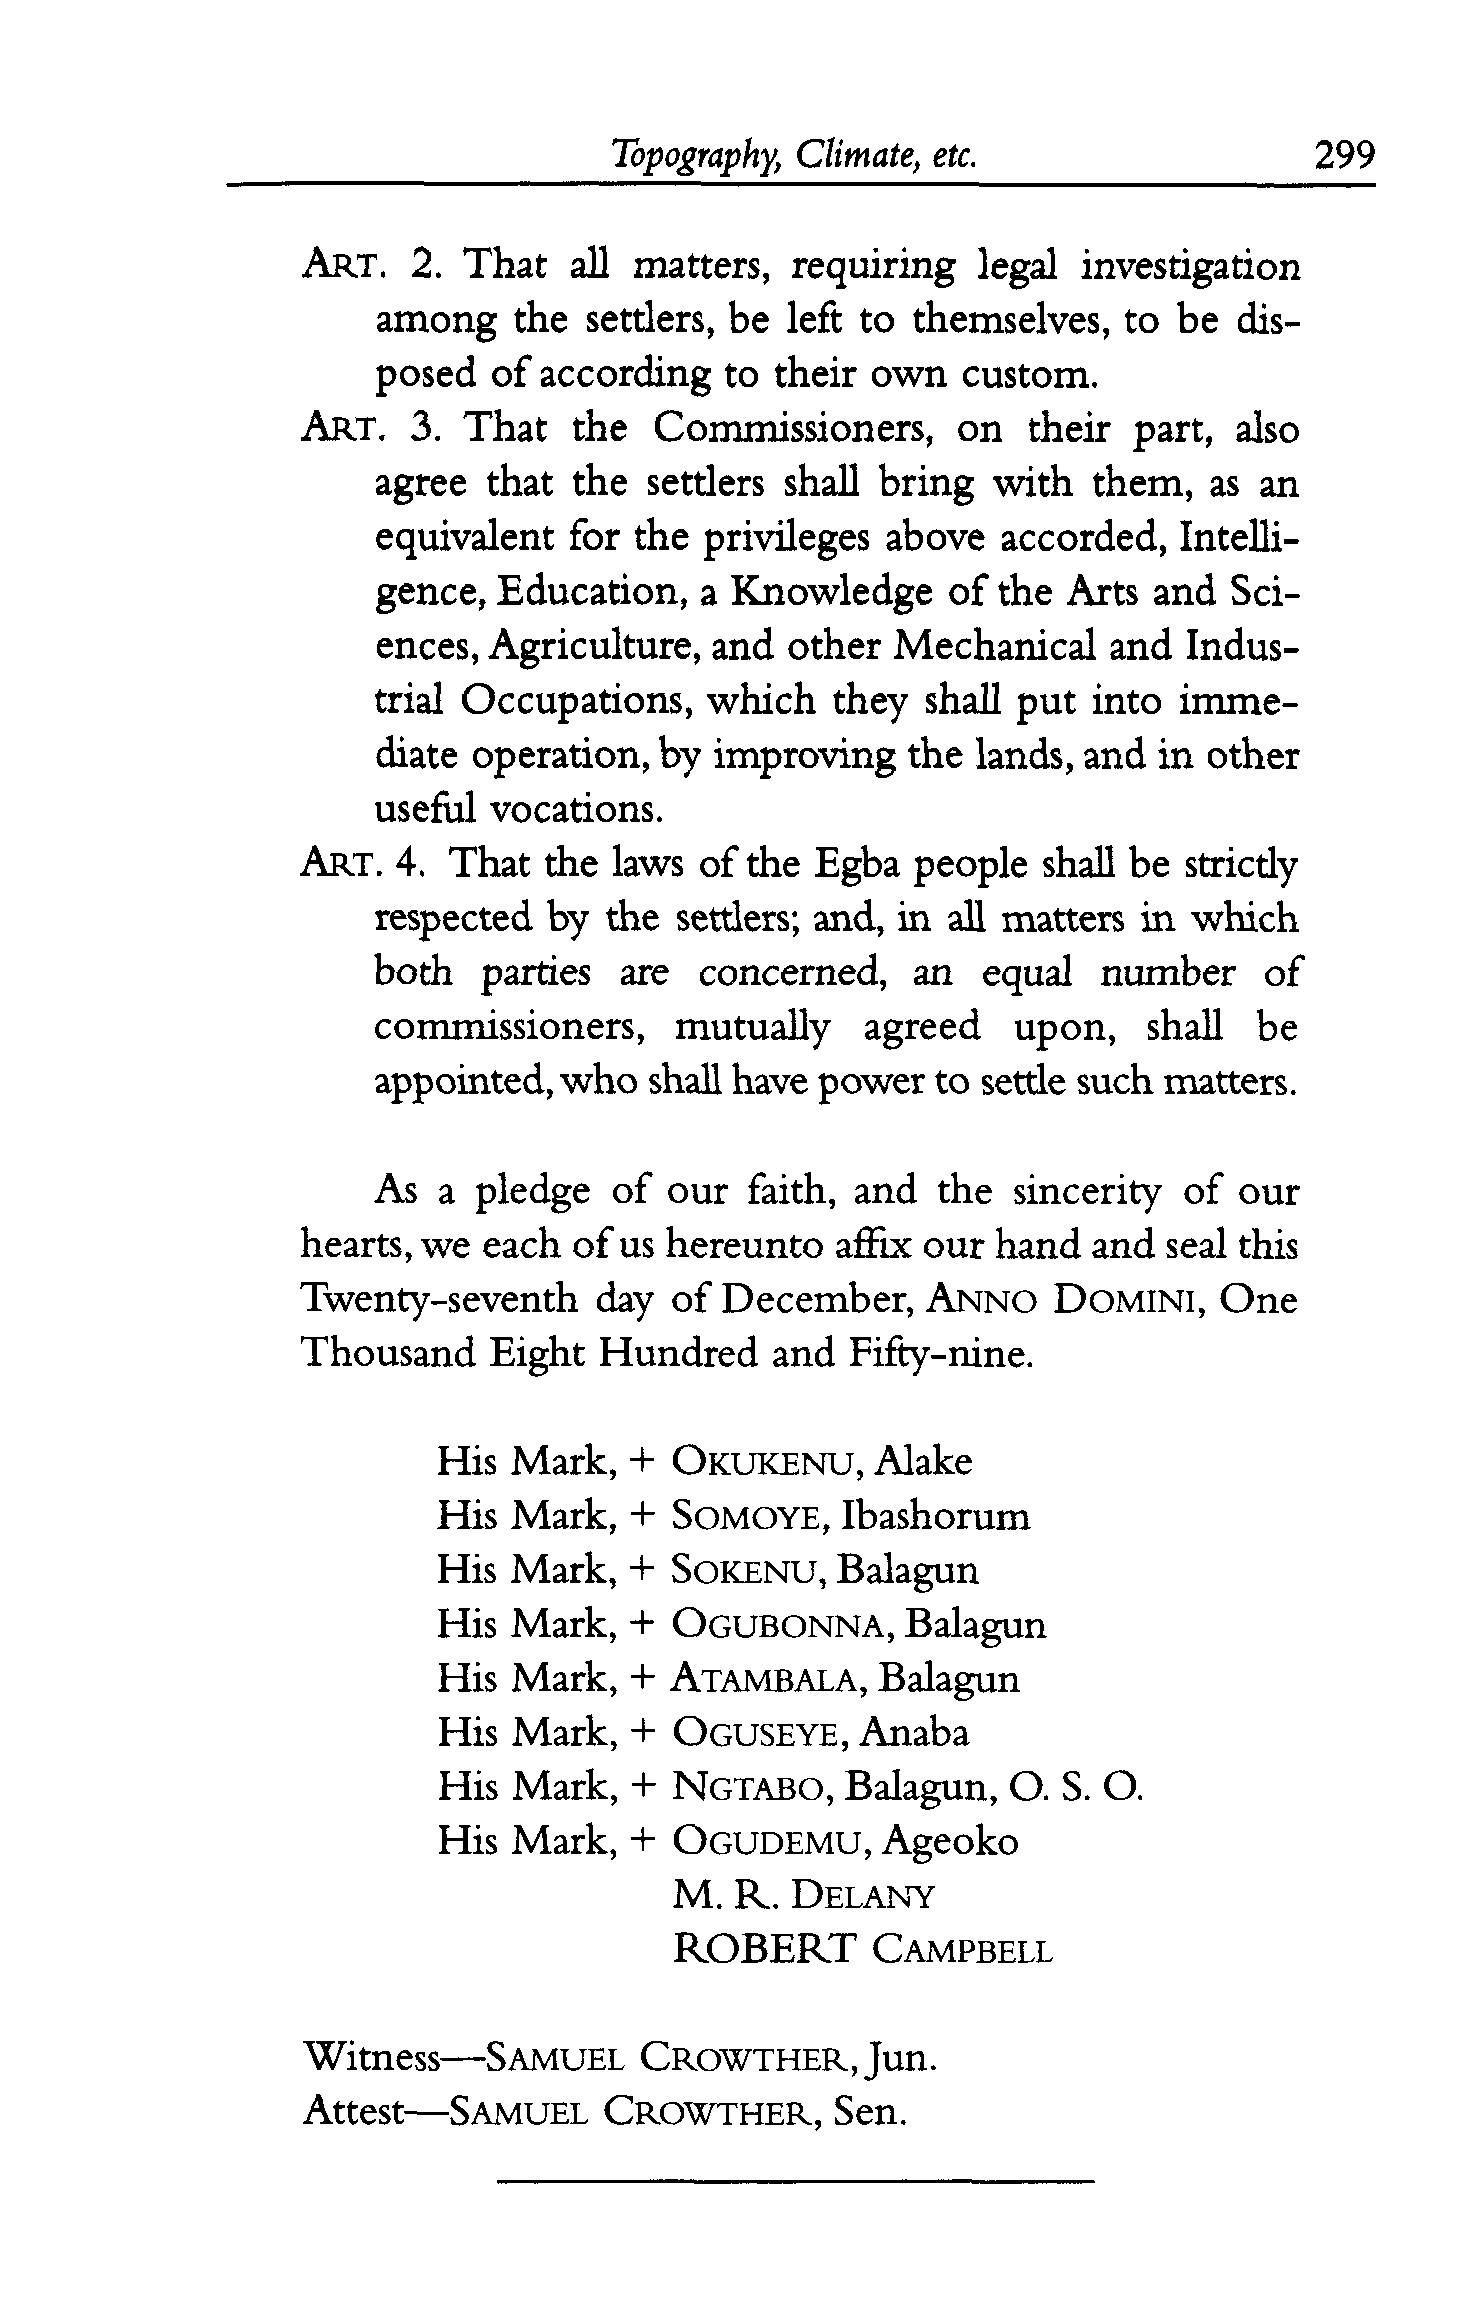 Topography, Climate, etc. 299
ART. 2. That all matters, requiring legal investigation
among the settlers, be left to themselves, to be dis-
posed of according to their own custom.
ART. 3. That the Commissioners, on their part, also
agree that the settlers shall bring with them, as an
equivalent for the privileges above accorded, Intelli-
gence, Education, a Knowledge of the Arts and Sci-
ences, Agriculture, and other Mechanical and Indus-
trial Occupations, which they shall put into imme-
diate operation, by improving the lands, and in other
useful vocations.
ART. 4. That the laws of the Egba people shall be strictly
respected by the settlers; and, in all matters in which
both parties are concerned, an equal number of
commissioners, mutually agreed upon, shall be
appointed, who shall have power to settle such matters.
As a pledge of our faith, and the sincerity of our
hearts, we each of us hereunto affix our hand and seal this
Twenty-seventh day of December, ANNO DOMINI, One
Thousand Eight Hundred and Fifty-nine.
His Mark, + OKUKENU, Alake
His Mark, + SOMOYE, Ibashorum
His Mark, + SOKENU, Balagun
His Mark, + OGUBONNA, Balagun
His Mark, + ATAMBALA, Balagun
His Mark, + OGUSEYE, Anaba
His Mark, + NGTABO, Balagun, O. S. O.
His Mark, + OGUDEMU, Ageoko
M. R. DELANY
ROBERT CAMPBELL
Witness—SAMUEL CROWTHER, Jun.
Attest—SAMUEL CROWTHER, Sen.